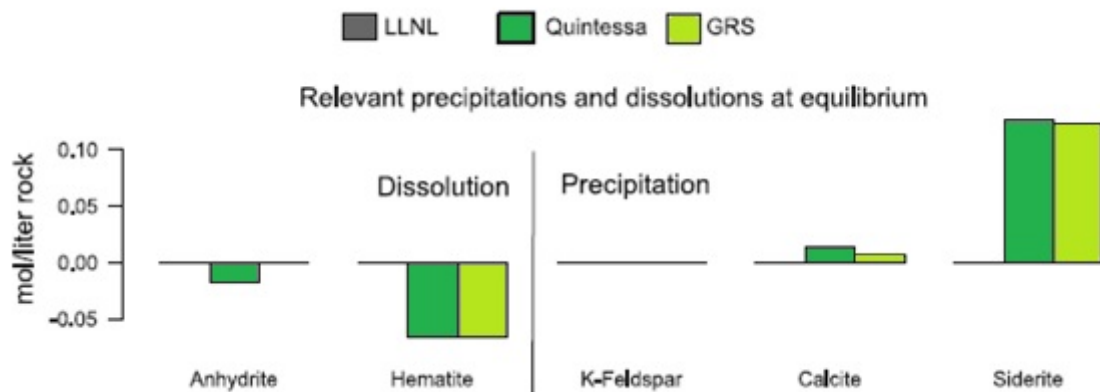 LLNL Quintessa GRS
Relevant precipitations and dissolutions at equilibrium
mol/liter rock
0.10
0.05
0.00
-0.05
Dissolution
Precipitation
Anhydrite Hematite K-Feldspar Calcite Siderite